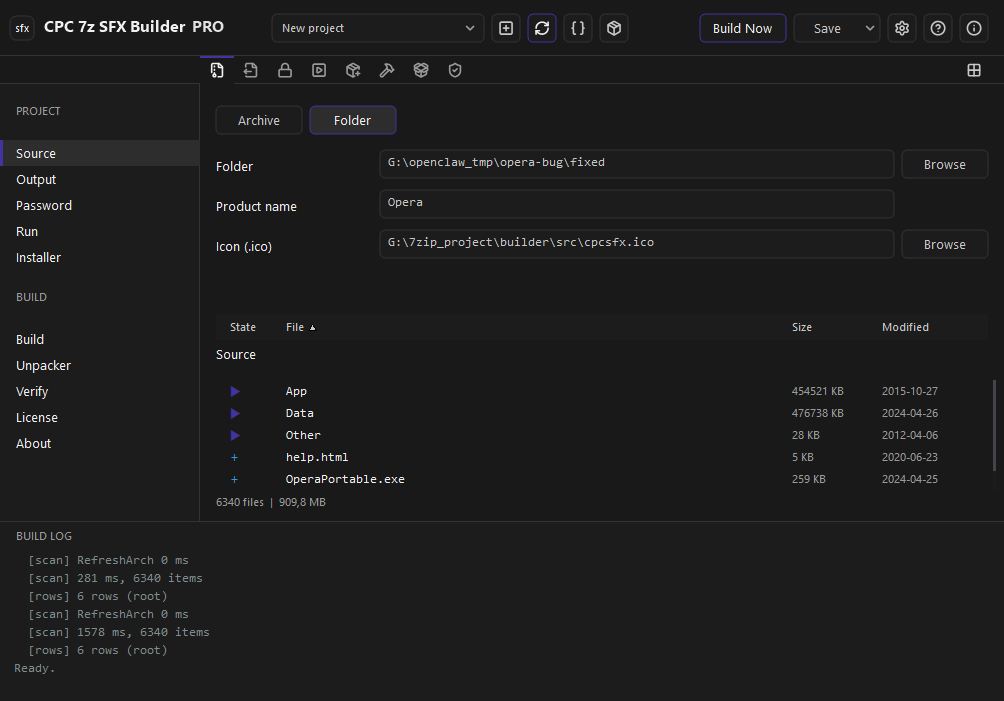 sfx CPC 7z SFX Builder PRO New project { } Build Now Save
PROJECT
Source
Output
Password
Run
Installer
BUILD
Build
Unpacker
Verify
License
About
Archive Folder
Folder G:\openclaw_tmp\opera-bug\fixed Browse
Product name Opera
Icon (.ico) G:\7zip_project\builder\src\cpcsfx.ico Browse
State File Size Modified
Source
App 454521 KB 2015-10-27
Data 476738 KB 2024-04-26
Other 28 KB 2012-04-06
+ help.html 5 KB 2020-06-23
+ OperaPortable.exe 259 KB 2024-04-25
6340 files | 909,8 MB
BUILD LOG
[scan] RefreshArch 0 ms
[scan] 281 ms, 6340 items
[rows] 6 rows (root)
[scan] RefreshArch 0 ms
[scan] 1578 ms, 6340 items
[rows] 6 rows (root)
Ready.